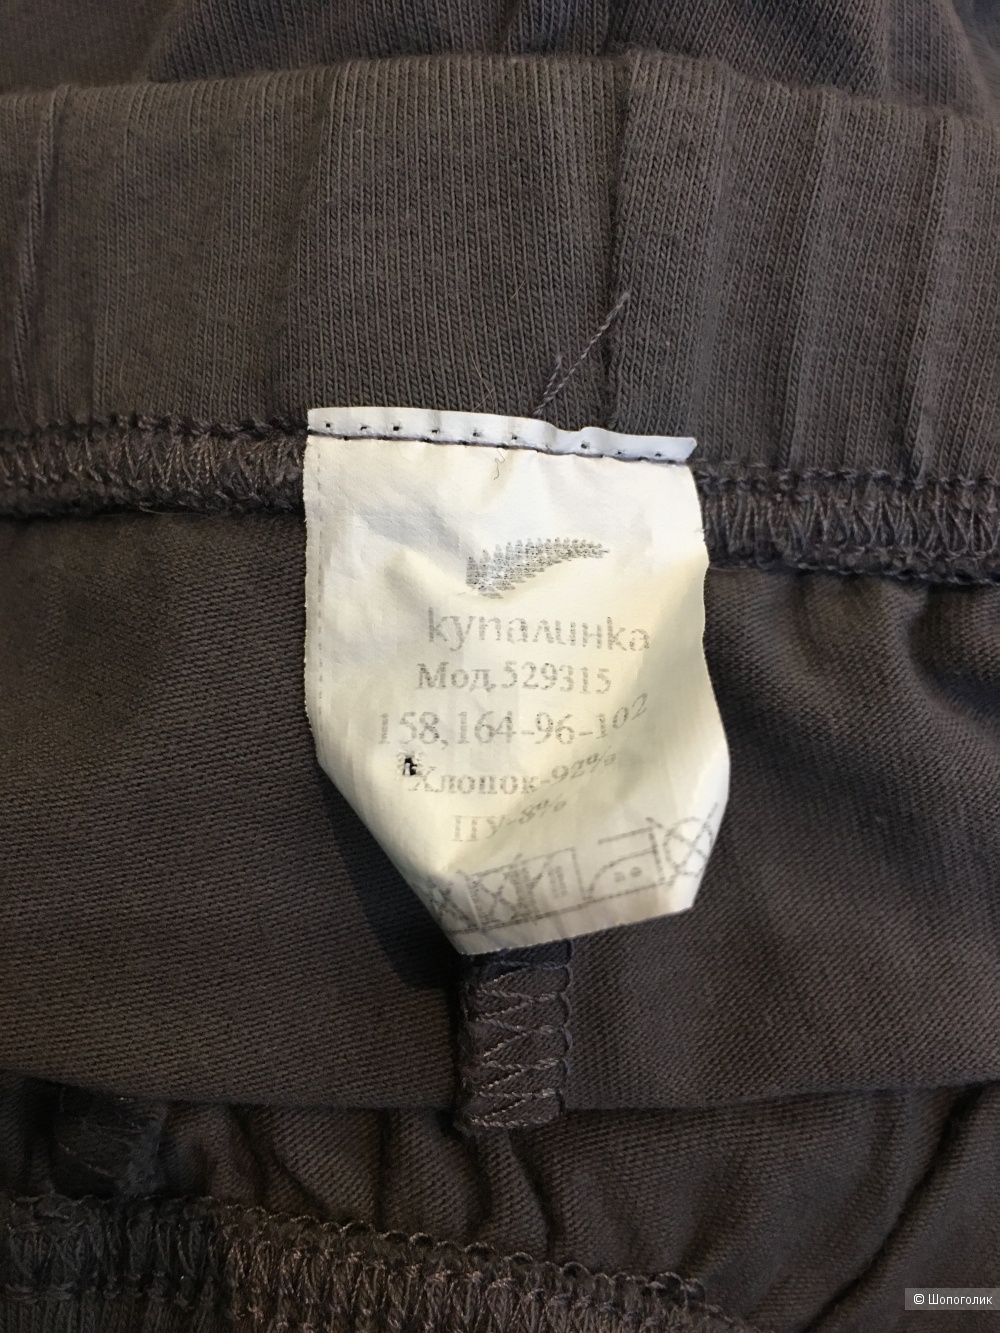 купалинка
Мод.529315
158,164-96-102
Хлопок-92%
ПУ-8%
© Шопоголик